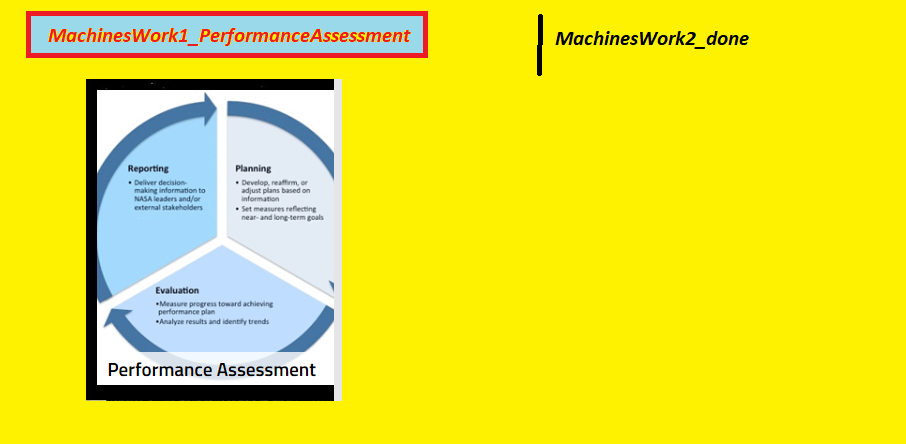 MachinesWork1_PerformanceAssessment
MachinesWork2_done
Reporting
• Deliver decision-
making information to
NASA leaders and/or
external stakeholders
Planning
• Develop, reaffirm, or
adjust plans based on
information
• Set measures reflecting
near- and long-term goals
Evaluation
•Measure progress toward achieving
performance plan
•Analyze results and identify trends
Performance Assessment